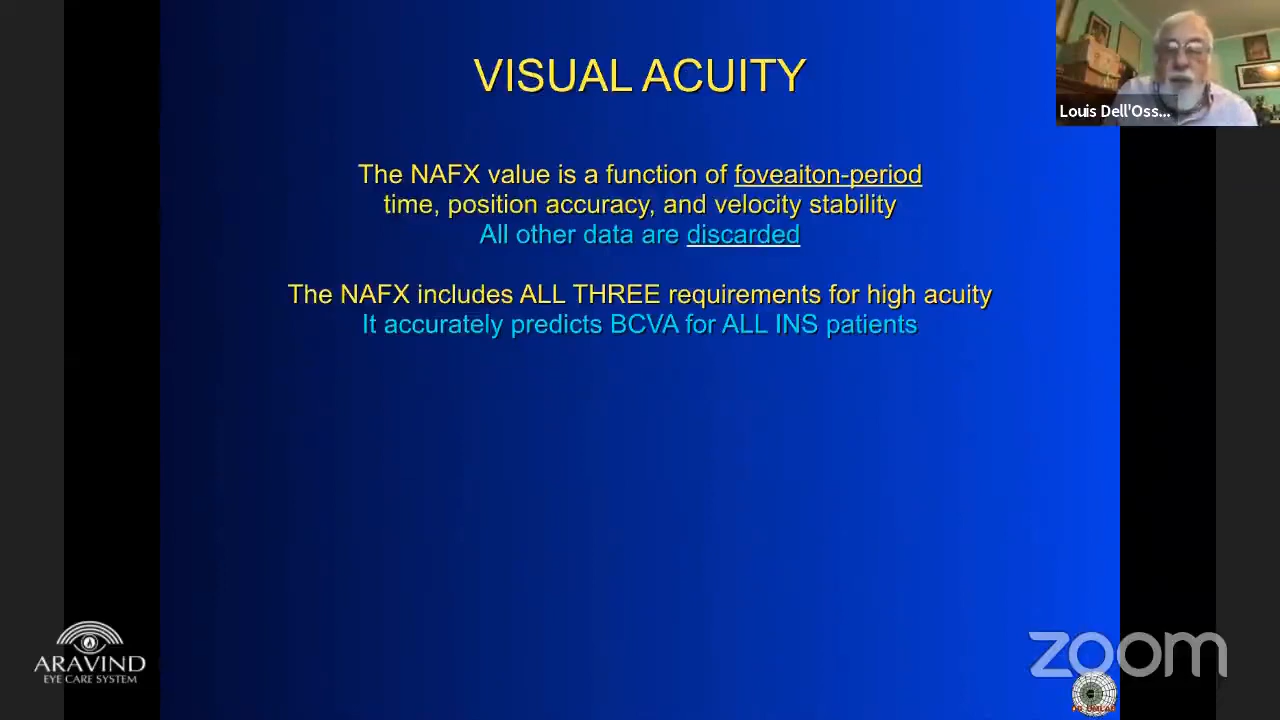 VISUAL ACUITY
Louis Dell'Oss...
The NAFX value is a function of foveaiton-period
time, position accuracy, and velocity stability
All other data are discarded
The NAFX includes ALL THREE requirements for high acuity
It accurately predicts BCVA for ALL INS patients
ARAVIND
EYE CARE SYSTEM
zoom